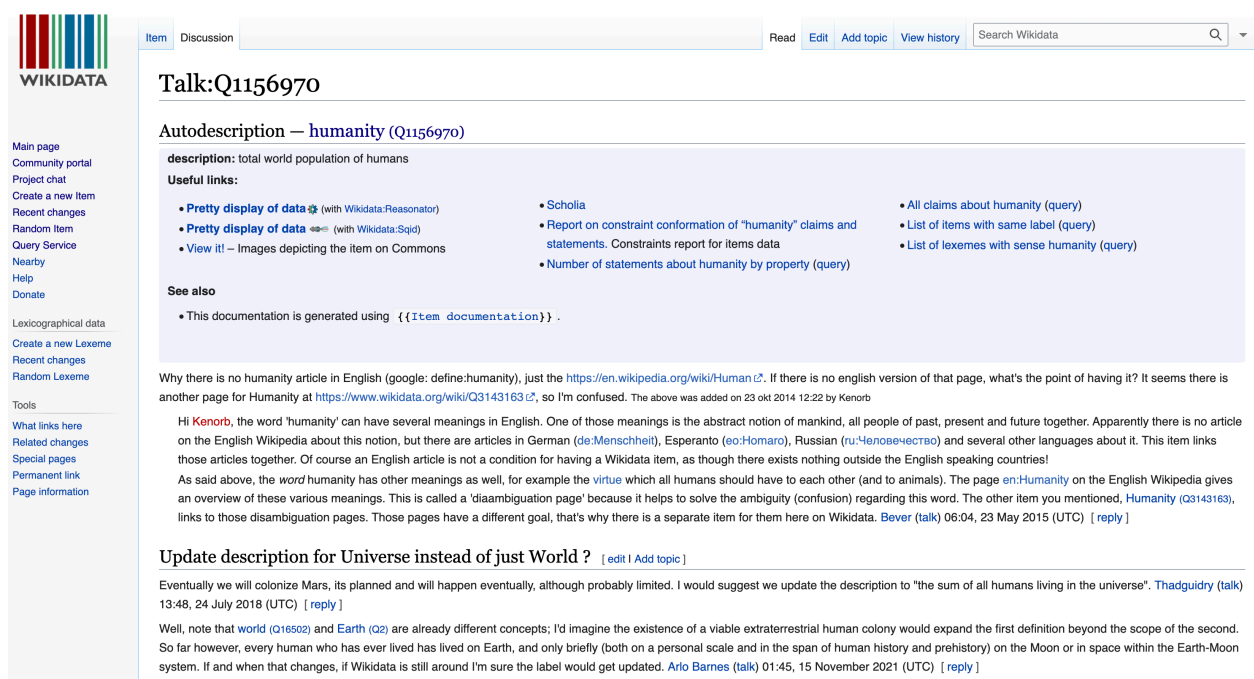 WIKIDATA
Item
Discussion
Read
Edit
Add topic
View history
Search Wikidata
Main page
Community portal
Project chat
Create a new Item
Recent changes
Random Item
Query Service
Nearby
Help
Donate
Lexicographical data
Create a new Lexeme
Recent changes
Random Lexeme
Tools
What links here
Related changes
Special pages
Permanent link
Page information
Talk:Q1156970
Autodescription — humanity (Q1156970)
description: total world population of humans
Useful links:
• Pretty display of data (with Wikidata:Reasonator)
• Pretty display of data (with Wikidata:Sqid)
• View it! – Images depicting the item on Commons
• Scholia
• Report on constraint conformation of “humanity” claims and
statements. Constraints report for items data
• Number of statements about humanity by property (query)
• All claims about humanity (query)
• List of items with same label (query)
• List of lexemes with sense humanity (query)
See also
• This documentation is generated using {{Item documentation}} .
Why there is no humanity article in English (google: define:humanity), just the https://en.wikipedia.org/wiki/Human. If there is no english version of that page, what's the point of having it? It seems there is
another page for Humanity at https://www.wikidata.org/wiki/Q3143163, so I'm confused. The above was added on 23 okt 2014 12:22 by Kenorb
Hi Kenorb, the word 'humanity' can have several meanings in English. One of those meanings is the abstract notion of mankind, all people of past, present and future together. Apparently there is no article
on the English Wikipedia about this notion, but there are articles in German (de:Menschheit), Esperanto (eo:Homaro), Russian (ru:Человечество) and several other languages about it. This item links
those articles together. Of course an English article is not a condition for having a Wikidata item, as though there exists nothing outside the English speaking countries!
As said above, the word humanity has other meanings as well, for example the virtue which all humans should have to each other (and to animals). The page en:Humanity on the English Wikipedia gives
an overview of these various meanings. This is called a 'diaambiguation page' because it helps to solve the ambiguity (confusion) regarding this word. The other item you mentioned, Humanity (Q3143163),
links to those disambiguation pages. Those pages have a different goal, that's why there is a separate item for them here on Wikidata. Bever (talk) 06:04, 23 May 2015 (UTC) [ reply ]
Update description for Universe instead of just World ? [ edit | Add topic ]
Eventually we will colonize Mars, its planned and will happen eventually, although probably limited. I would suggest we update the description to "the sum of all humans living in the universe". Thadguidry (talk)
13:48, 24 July 2018 (UTC) [ reply ]
Well, note that world (Q16502) and Earth (Q2) are already different concepts; I'd imagine the existence of a viable extraterrestrial human colony would expand the first definition beyond the scope of the second.
So far however, every human who has ever lived has lived on Earth, and only briefly (both on a personal scale and in the span of human history and prehistory) on the Moon or in space within the Earth-Moon
system. If and when that changes, if Wikidata is still around I'm sure the label would get updated. Arlo Barnes (talk) 01:45, 15 November 2021 (UTC) [ reply ]